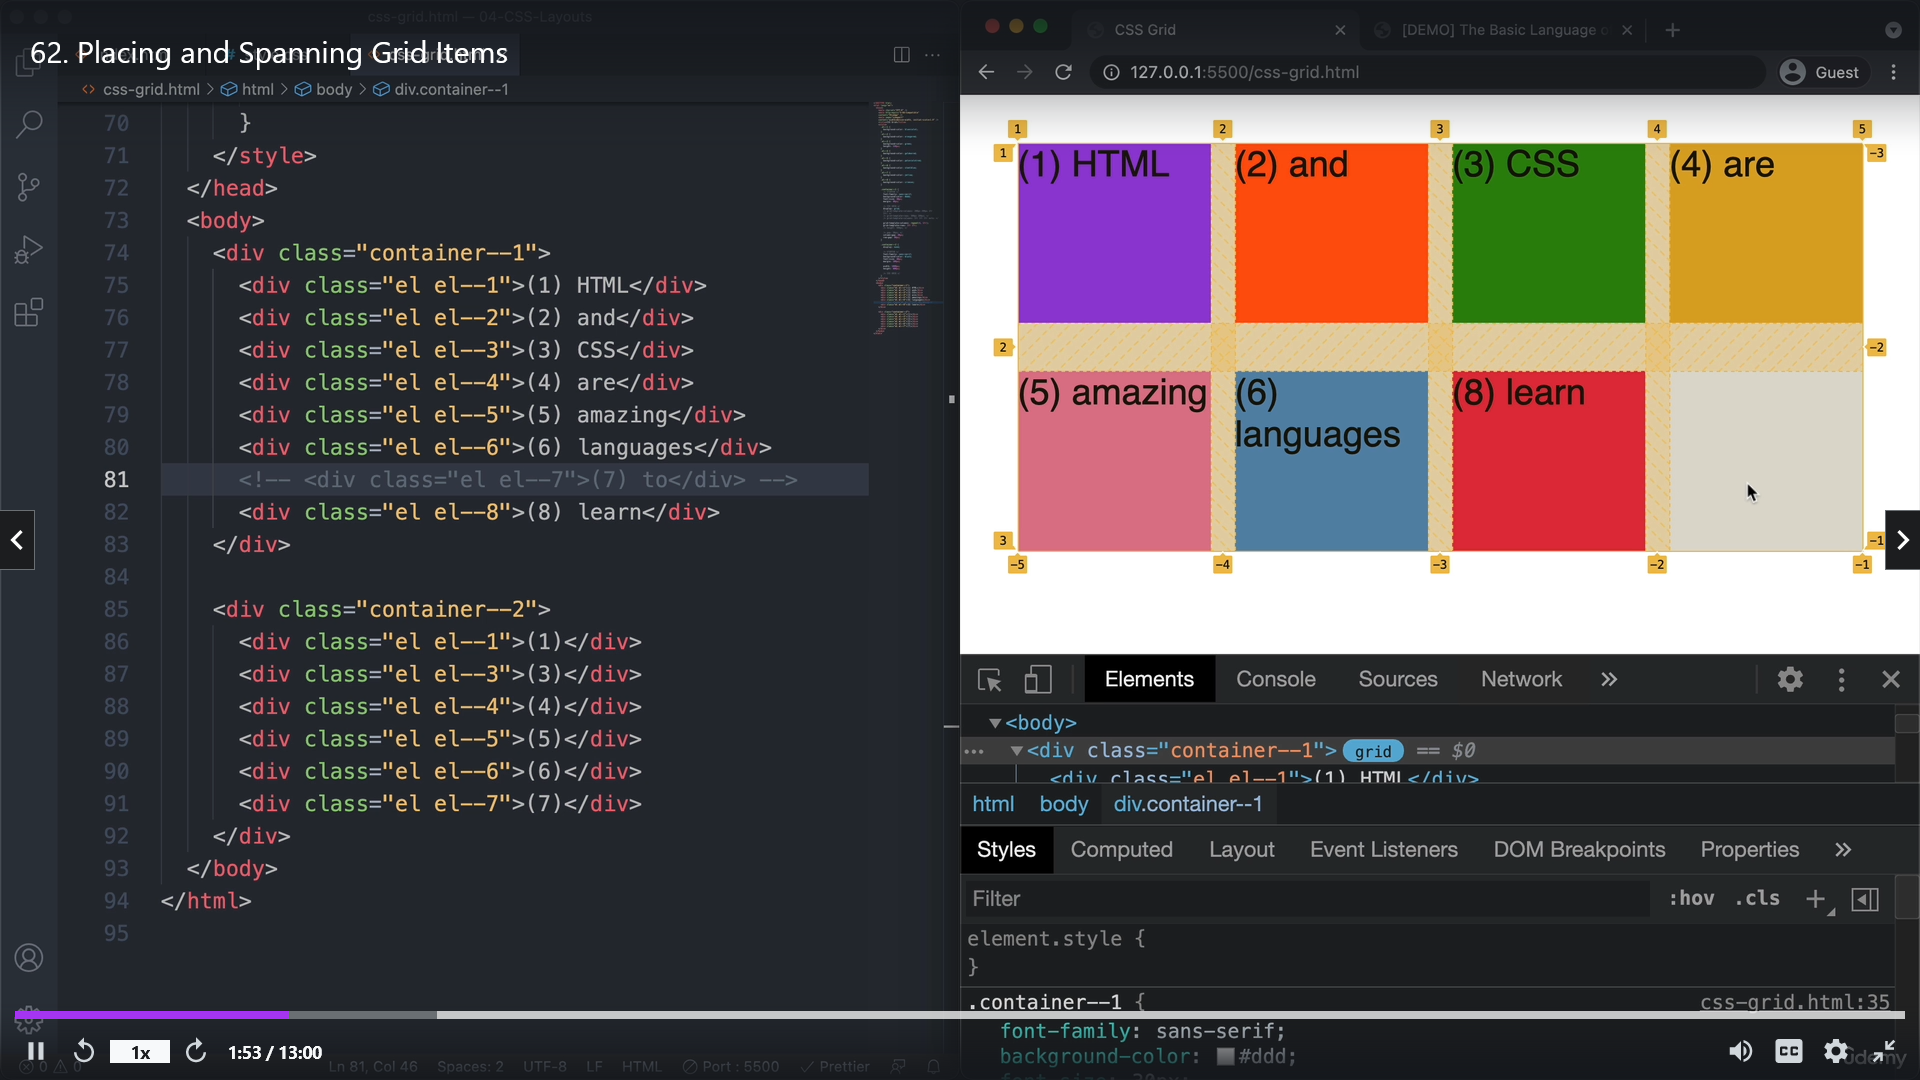 css-grid.html — 04-CSS-Layouts
62. Placing and Spanning Grid Items
css-grid.html > html > body > div.container--1
70 }
71 </style>
72 </head>
73 <body>
74 <div class="container--1">
75 <div class="el el--1">(1) HTML</div>
76 <div class="el el--2">(2) and</div>
77 <div class="el el--3">(3) CSS</div>
78 <div class="el el--4">(4) are</div>
79 <div class="el el--5">(5) amazing</div>
80 <div class="el el--6">(6) languages</div>
81 <!-- <div class="el el--7">(7) to</div> -->
82 <div class="el el--8">(8) learn</div>
83 </div>
84
85 <div class="container--2">
86 <div class="el el--1">(1)</div>
87 <div class="el el--3">(3)</div>
88 <div class="el el--4">(4)</div>
89 <div class="el el--5">(5)</div>
90 <div class="el el--6">(6)</div>
91 <div class="el el--7">(7)</div>
92 </div>
93 </body>
94 </html>
95
1x 1:53 / 13:00
0 0 Ln 81, Col 46 Spaces: 2 UTF-8 LF HTML Port : 5500 Prettier
CSS Grid [DEMO] The Basic Language o
127.0.0.1:5500/css-grid.html Guest
1 2 3 4 5
1 -3
(1) HTML (2) and (3) CSS (4) are
2 -2
(5) amazing (6) languages (8) learn
3 -1
-5 -4 -3 -2 -1
Elements Console Sources Network
<body>
<div class="container--1"> grid == $0
<div class="el el--1">(1) HTML</div>
html body div.container--1
Styles Computed Layout Event Listeners DOM Breakpoints Properties
Filter :hov .cls
element.style {
}
.container--1 { css-grid.html:35
font-family: sans-serif;
background-color: #ddd;
CC udemy